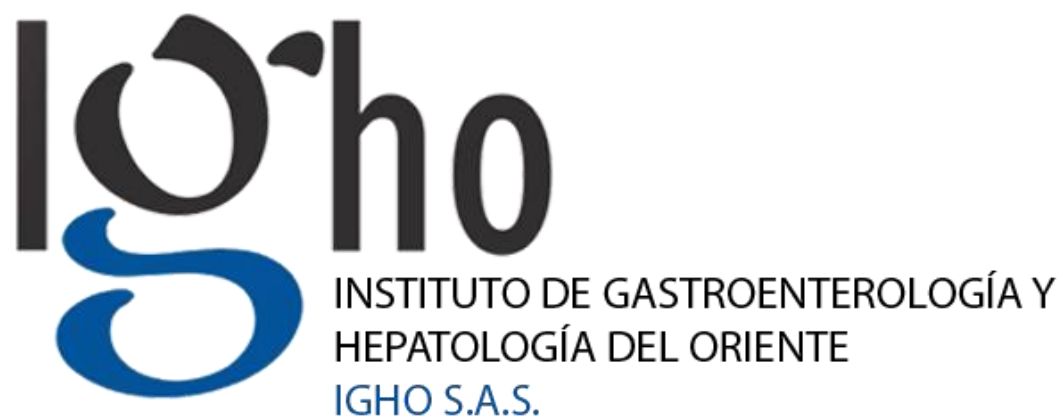 Igho
INSTITUTO DE GASTROENTEROLOGÍA Y
HEPATOLOGÍA DEL ORIENTE
IGHO S.A.S.